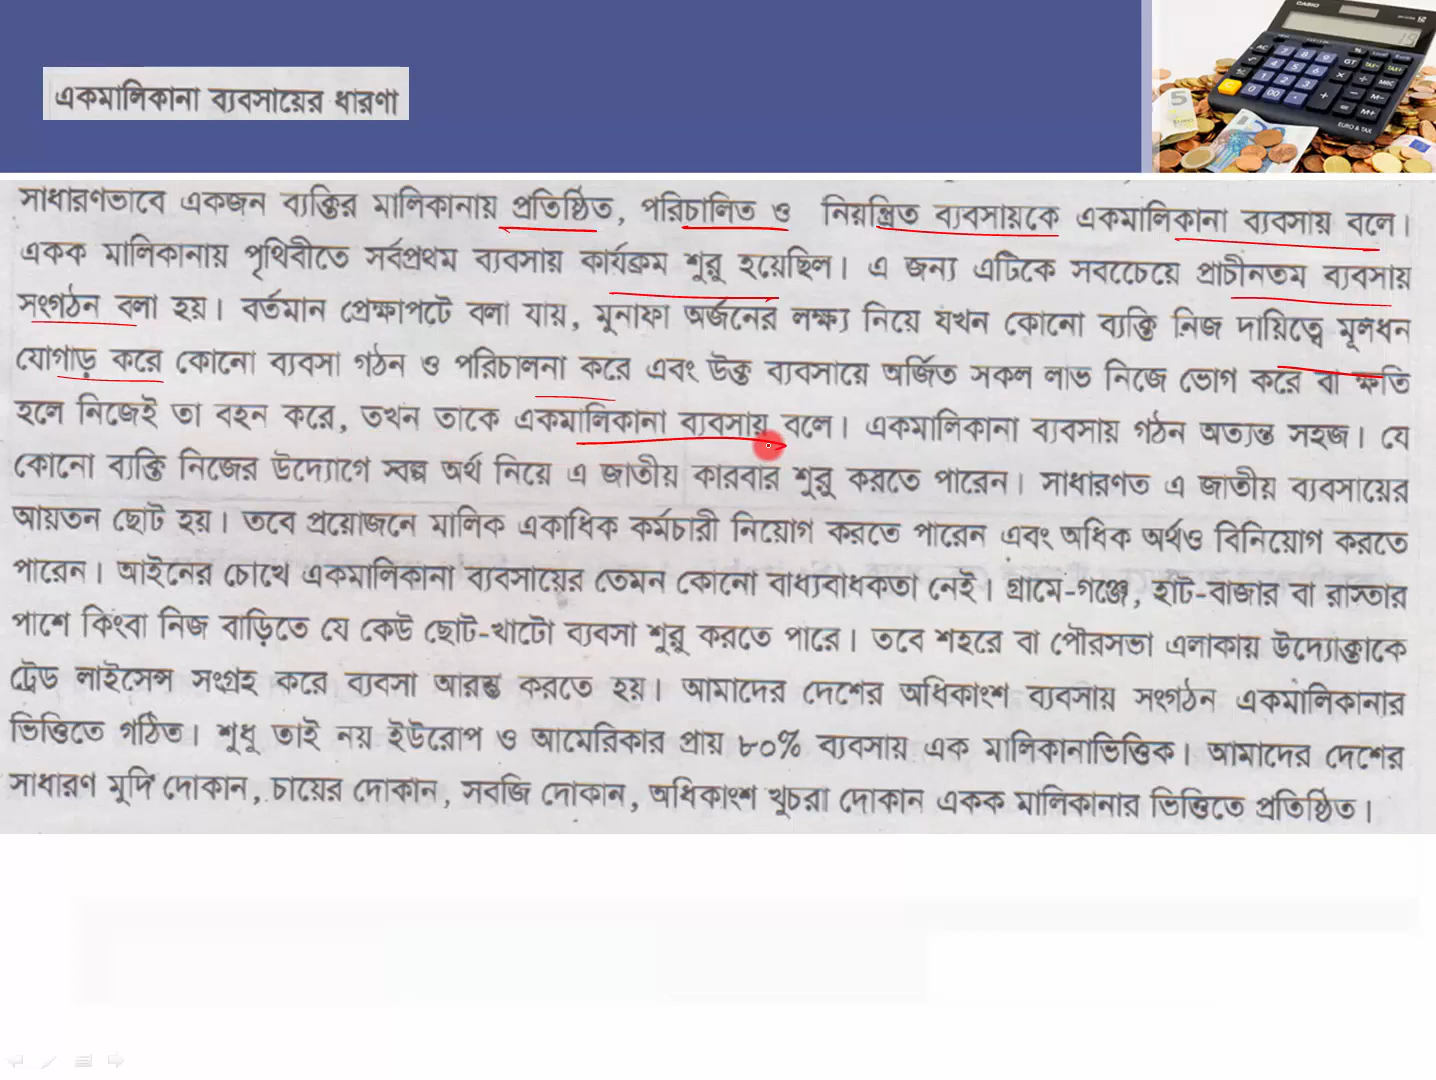 একমালিকানা ব্যবসায়ের ধারণা
CASIO
সাধারণভাবে একজন ব্যক্তির মালিকানায় প্রতিষ্ঠিত, পরিচালিত ও নিয়ন্ত্রিত ব্যবসায়কে একমালিকানা ব্যবসায় বলে।
একক মালিকানায় পৃথিবীতে সর্বপ্রথম ব্যবসায় কার্যক্রম শুরু হয়েছিল। এ জন্য এটিকে সবচেয়ে প্রাচীনতম ব্যবসায়
সংগঠন বলা হয়। বর্তমান প্রেক্ষাপটে বলা যায়, মুনাফা অর্জনের লক্ষ্য নিয়ে যখন কোনো ব্যক্তি নিজ দায়িত্বে মূলধন
যোগাড় করে কোনো ব্যবসা গঠন ও পরিচালনা করে এবং উক্ত ব্যবসায়ে অর্জিত সকল লাভ নিজে ভোগ করে বা ক্ষতি
হলে নিজেই তা বহন করে, তখন তাকে একমালিকানা ব্যবসায় বলে। একমালিকানা ব্যবসায় গঠন অত্যন্ত সহজ। যে
কোনো ব্যক্তি নিজের উদ্যোগে স্বল্প অর্থ নিয়ে এ জাতীয় কারবার শুরু করতে পারেন। সাধারণত এ জাতীয় ব্যবসায়ের
আয়তন ছোট হয়। তবে প্রয়োজনে মালিক একাধিক কর্মচারী নিয়োগ করতে পারেন এবং অধিক অর্থও বিনিয়োগ করতে
পারেন। আইনের চোখে একমালিকানা ব্যবসায়ের তেমন কোনো বাধ্যবাধকতা নেই। গ্রামে-গঞ্জে, হাট-বাজার বা রাস্তার
পাশে কিংবা নিজ বাড়িতে যে কেউ ছোট-খাটো ব্যবসা শুরু করতে পারে। তবে শহরে বা পৌরসভা এলাকায় উদ্যোক্তাকে
ট্রেড লাইসেন্স সংগ্রহ করে ব্যবসা আরম্ভ করতে হয়। আমাদের দেশের অধিকাংশ ব্যবসায় সংগঠন একমালিকানার
ভিত্তিতে গঠিত। শুধু তাই নয় ইউরোপ ও আমেরিকার প্রায় ৮০% ব্যবসায় এক মালিকানাভিত্তিক। আমাদের দেশের
সাধারণ মুদি দোকান, চায়ের দোকান, সবজি দোকান, অধিকাংশ খুচরা দোকান একক মালিকানার ভিত্তিতে প্রতিষ্ঠিত।